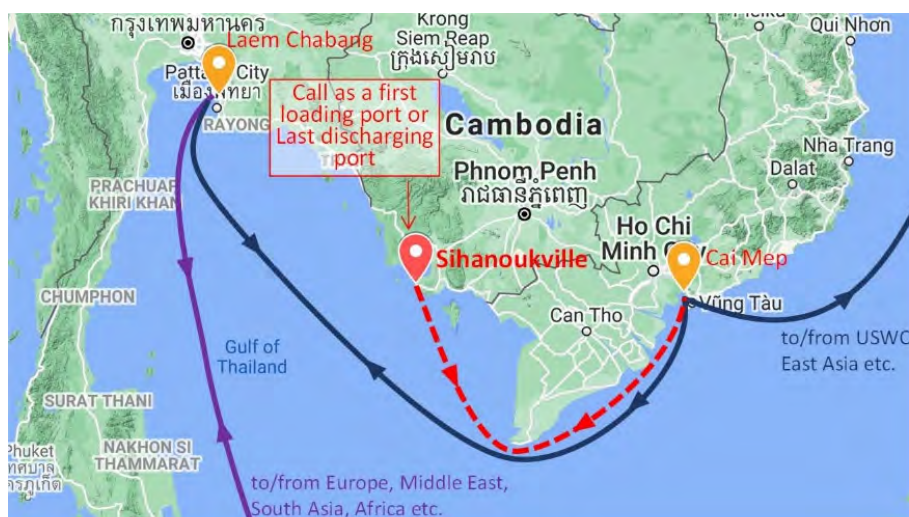 กรุงเทพมหานคร
Laem Chabang
Krong
Siem Reap
ក្រុងសៀមរាប
Qui Nhơn
Call as a first
loading port or
Last discharging
port
RAYONG
Cambodia
Phnom Penh
រាជធានីភ្នំពេញ
Nha Trang
Dalat
PRACHUAP
KHIRI KHAN
Ho Chi
Minh City
Sihanoukville
Cai Mep
CHUMPHON
Vũng Tàu
Can Tho
Gulf of
Thailand
to/from USWC
East Asia etc.
SURAT THANI
NAKHON SI
THAMMARAT
Phuket
to/from Europe, Middle East,
South Asia, Africa etc.